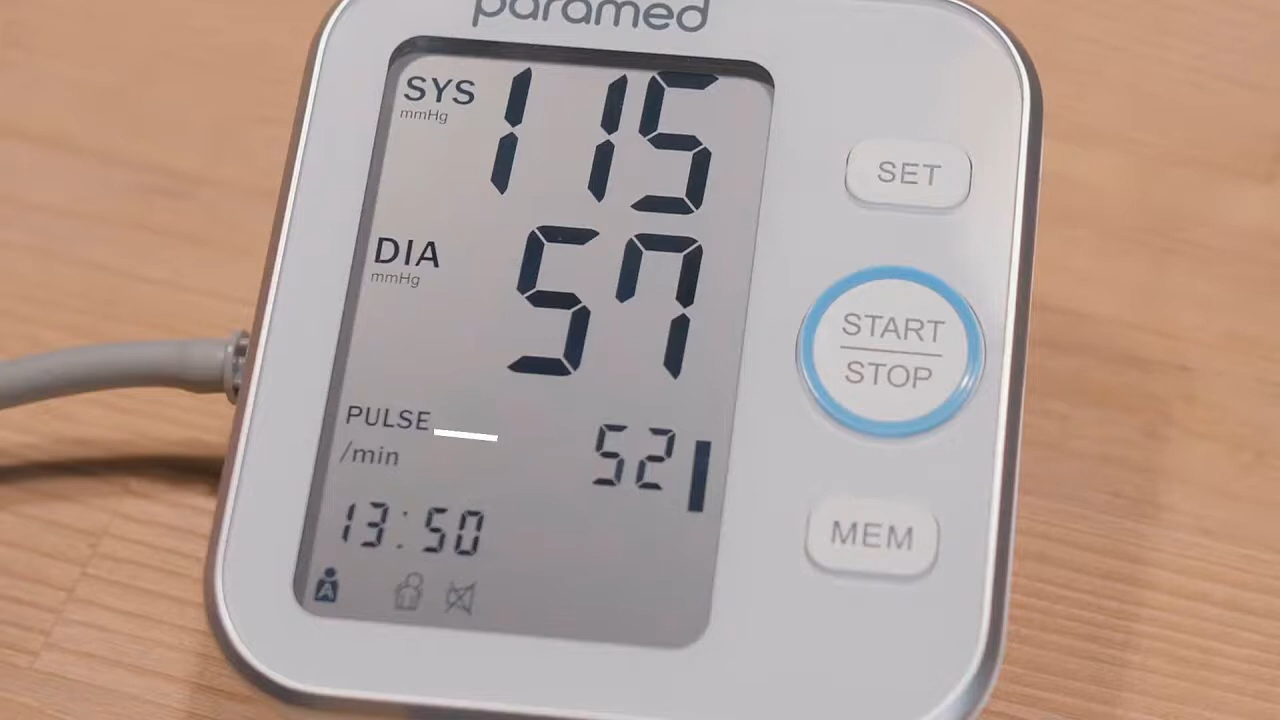 paramed
SYS 115
mmHg
DIA 57
mmHg
PULSE 52
/min
13:50
A
SET
START
STOP
MEM